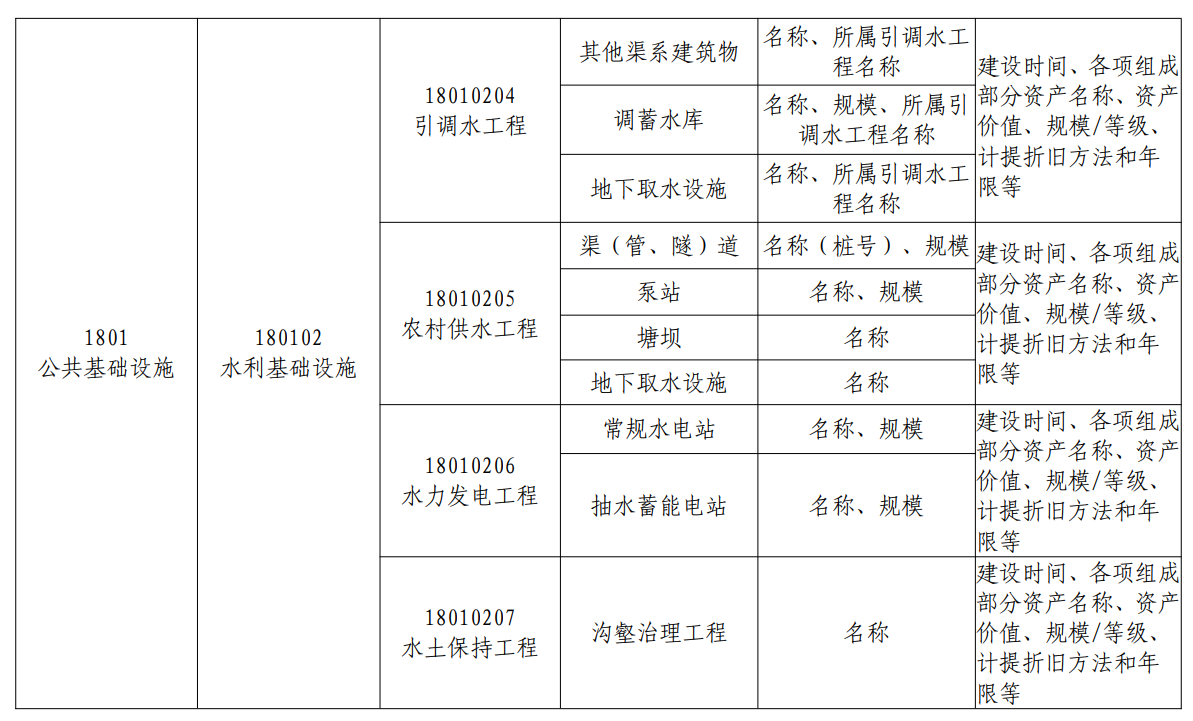 1801
公共基础设施
180102
水利基础设施
18010204
引调水工程
其他渠系建筑物
名称、所属引调水工
程名称
调蓄水库
名称、规模、所属引
调水工程名称
地下取水设施
名称、所属引调水工
程名称
建设时间、各项组成
部分资产名称、资产
价值、规模/等级、
计提折旧方法和年
限等
18010205
农村供水工程
渠（管、隧）道
名称（桩号）、规模
泵站
名称、规模
塘坝
名称
地下取水设施
名称
建设时间、各项组成
部分资产名称、资产
价值、规模/等级、
计提折旧方法和年
限等
18010206
水力发电工程
常规水电站
名称、规模
抽水蓄能电站
名称、规模
建设时间、各项组成
部分资产名称、资产
价值、规模/等级、
计提折旧方法和年
限等
18010207
水土保持工程
沟壑治理工程
名称
建设时间、各项组成
部分资产名称、资产
价值、规模/等级、
计提折旧方法和年
限等